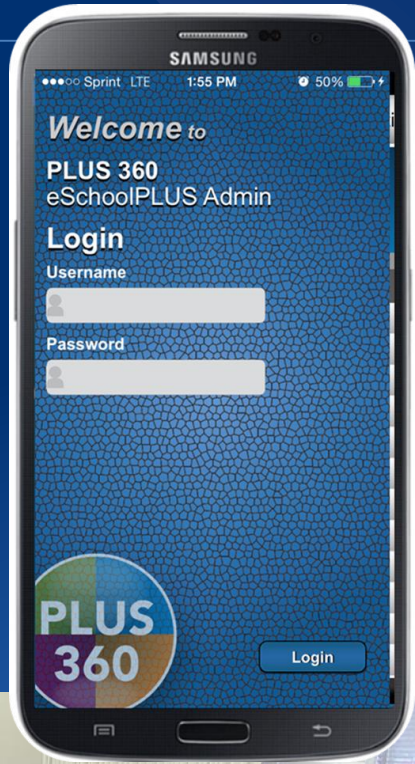 SAMSUNG
Sprint LTE 1:55 PM 50%
Welcome to
PLUS 360
eSchoolPLUS Admin
Login
Username
Password
PLUS
360
Login